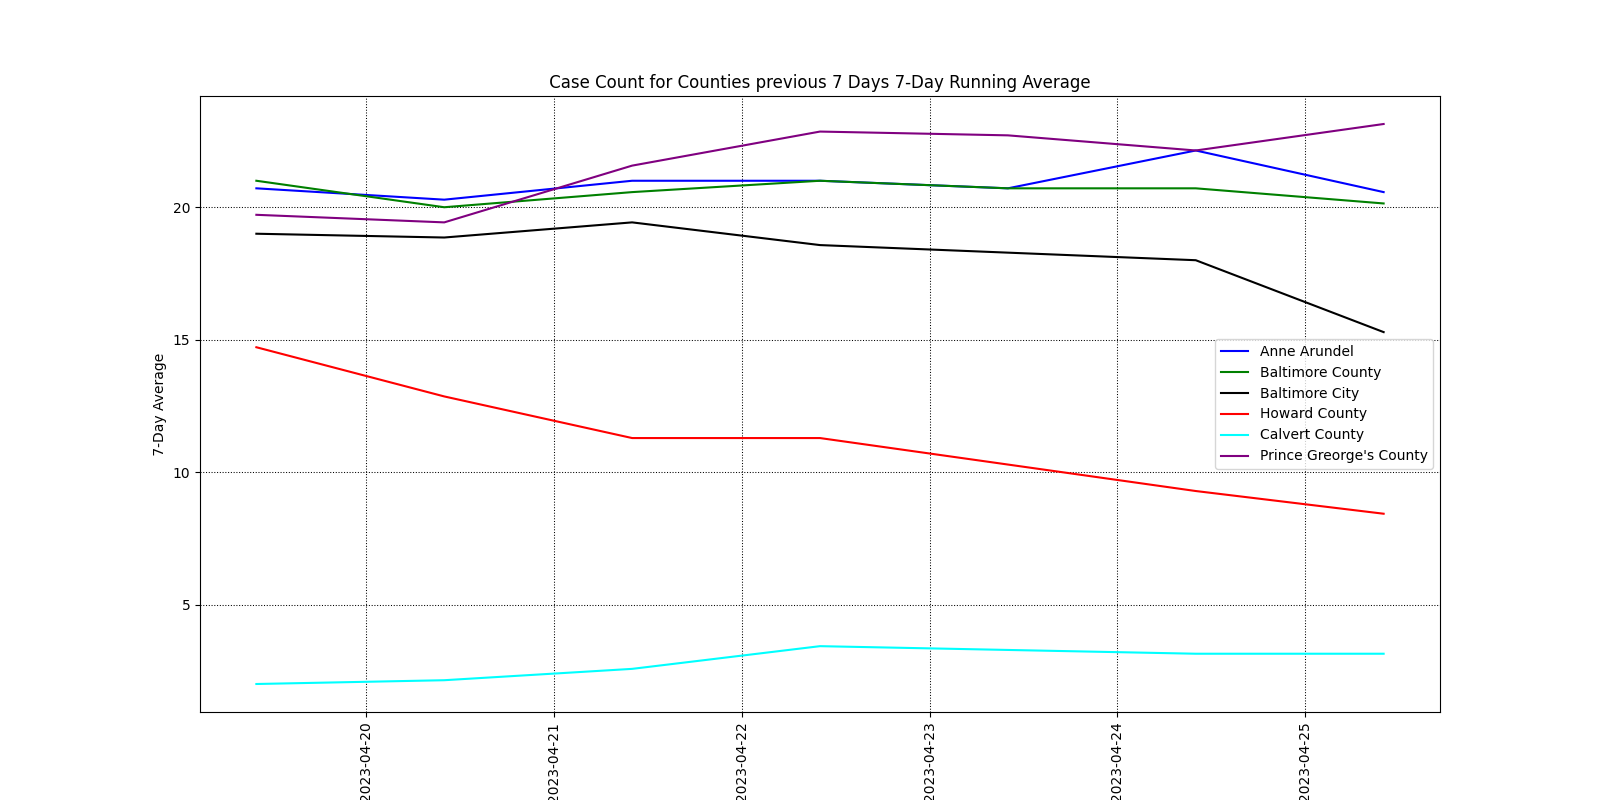 Case Count for Counties previous 7 Days 7-Day Running Average
7-Day Average
20
15
10
5
Anne Arundel
Baltimore County
Baltimore City
Howard County
Calvert County
Prince Greorge's County
2023-04-20
2023-04-21
2023-04-22
2023-04-23
2023-04-24
2023-04-25